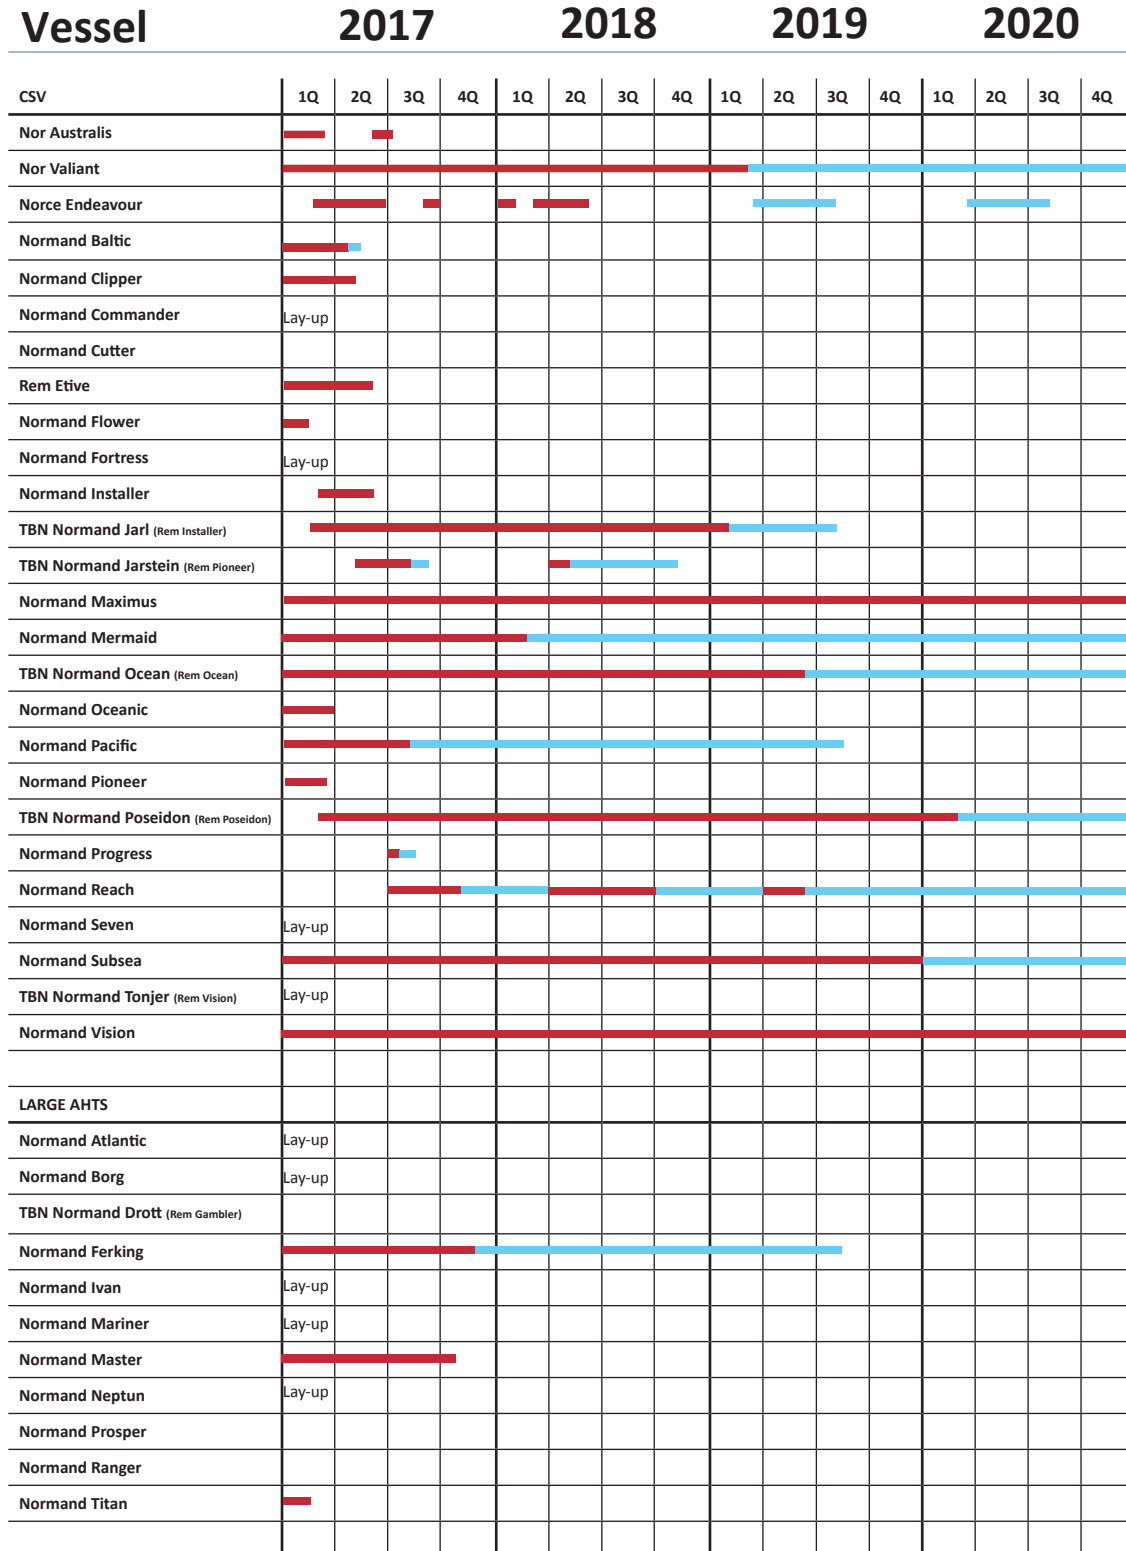 Vessel 2017 2018 2019 2020
CSV 1Q 2Q 3Q 4Q 1Q 2Q 3Q 4Q 1Q 2Q 3Q 4Q 1Q 2Q 3Q 4Q
Nor Australis
Nor Valiant
Norce Endeavour
Normand Baltic
Normand Clipper
Normand Commander Lay-up
Normand Cutter
Rem Etive
Normand Flower
Normand Fortress Lay-up
Normand Installer
TBN Normand Jarl (Rem Installer)
TBN Normand Jarstein (Rem Pioneer)
Normand Maximus
Normand Mermaid
TBN Normand Ocean (Rem Ocean)
Normand Oceanic
Normand Pacific
Normand Pioneer
TBN Normand Poseidon (Rem Poseidon)
Normand Progress
Normand Reach
Normand Seven Lay-up
Normand Subsea
TBN Normand Tonjer (Rem Vision) Lay-up
Normand Vision
LARGE AHTS
Normand Atlantic Lay-up
Normand Borg Lay-up
TBN Normand Drott (Rem Gambler)
Normand Ferking
Normand Ivan Lay-up
Normand Mariner Lay-up
Normand Master
Normand Neptun Lay-up
Normand Prosper
Normand Ranger
Normand Titan